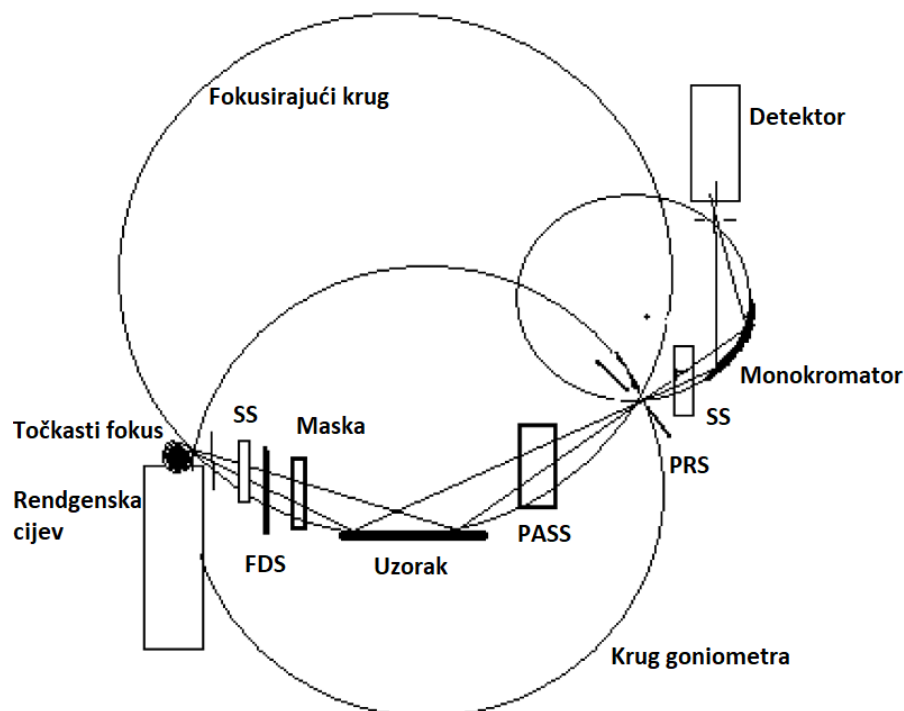 Fokusirajući krug
Detektor
Monokromator
SS
Maska
Točkasti fokus
SS
PRS
Rendgenska
cijev
PASS
FDS
Uzorak
Krug goniometra